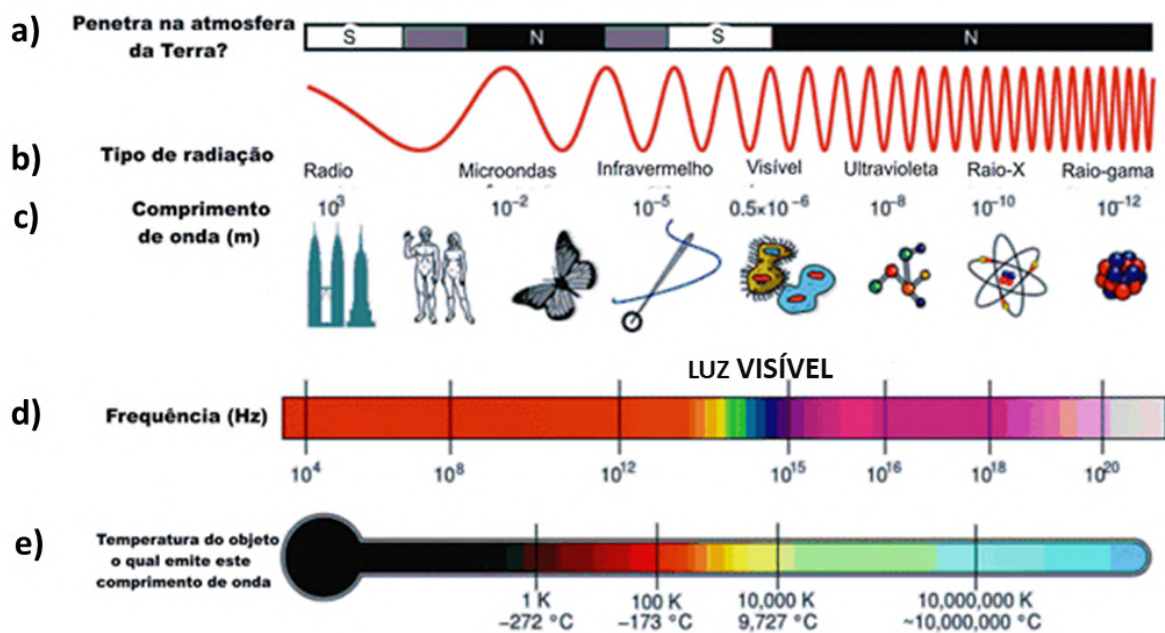 a) Penetra na atmosfera
da Terra?
S N S N
b) Tipo de radiação
Radio Microondas Infravermelho Visível Ultravioleta Raio-X Raio-gama
c) Comprimento
de onda (m)
10³ 10⁻² 10⁻⁵ 0.5×10⁻⁶ 10⁻⁸ 10⁻¹⁰ 10⁻¹²
LUZ VISÍVEL
d) Frequência (Hz)
10⁴ 10⁸ 10¹² 10¹⁵ 10¹⁶ 10¹⁸ 10²⁰
e) Temperatura do objeto
o qual emite este
comprimento de onda
1 K 100 K 10,000 K 10,000,000 K
−272 °C −173 °C 9,727 °C ~10,000,000 °C